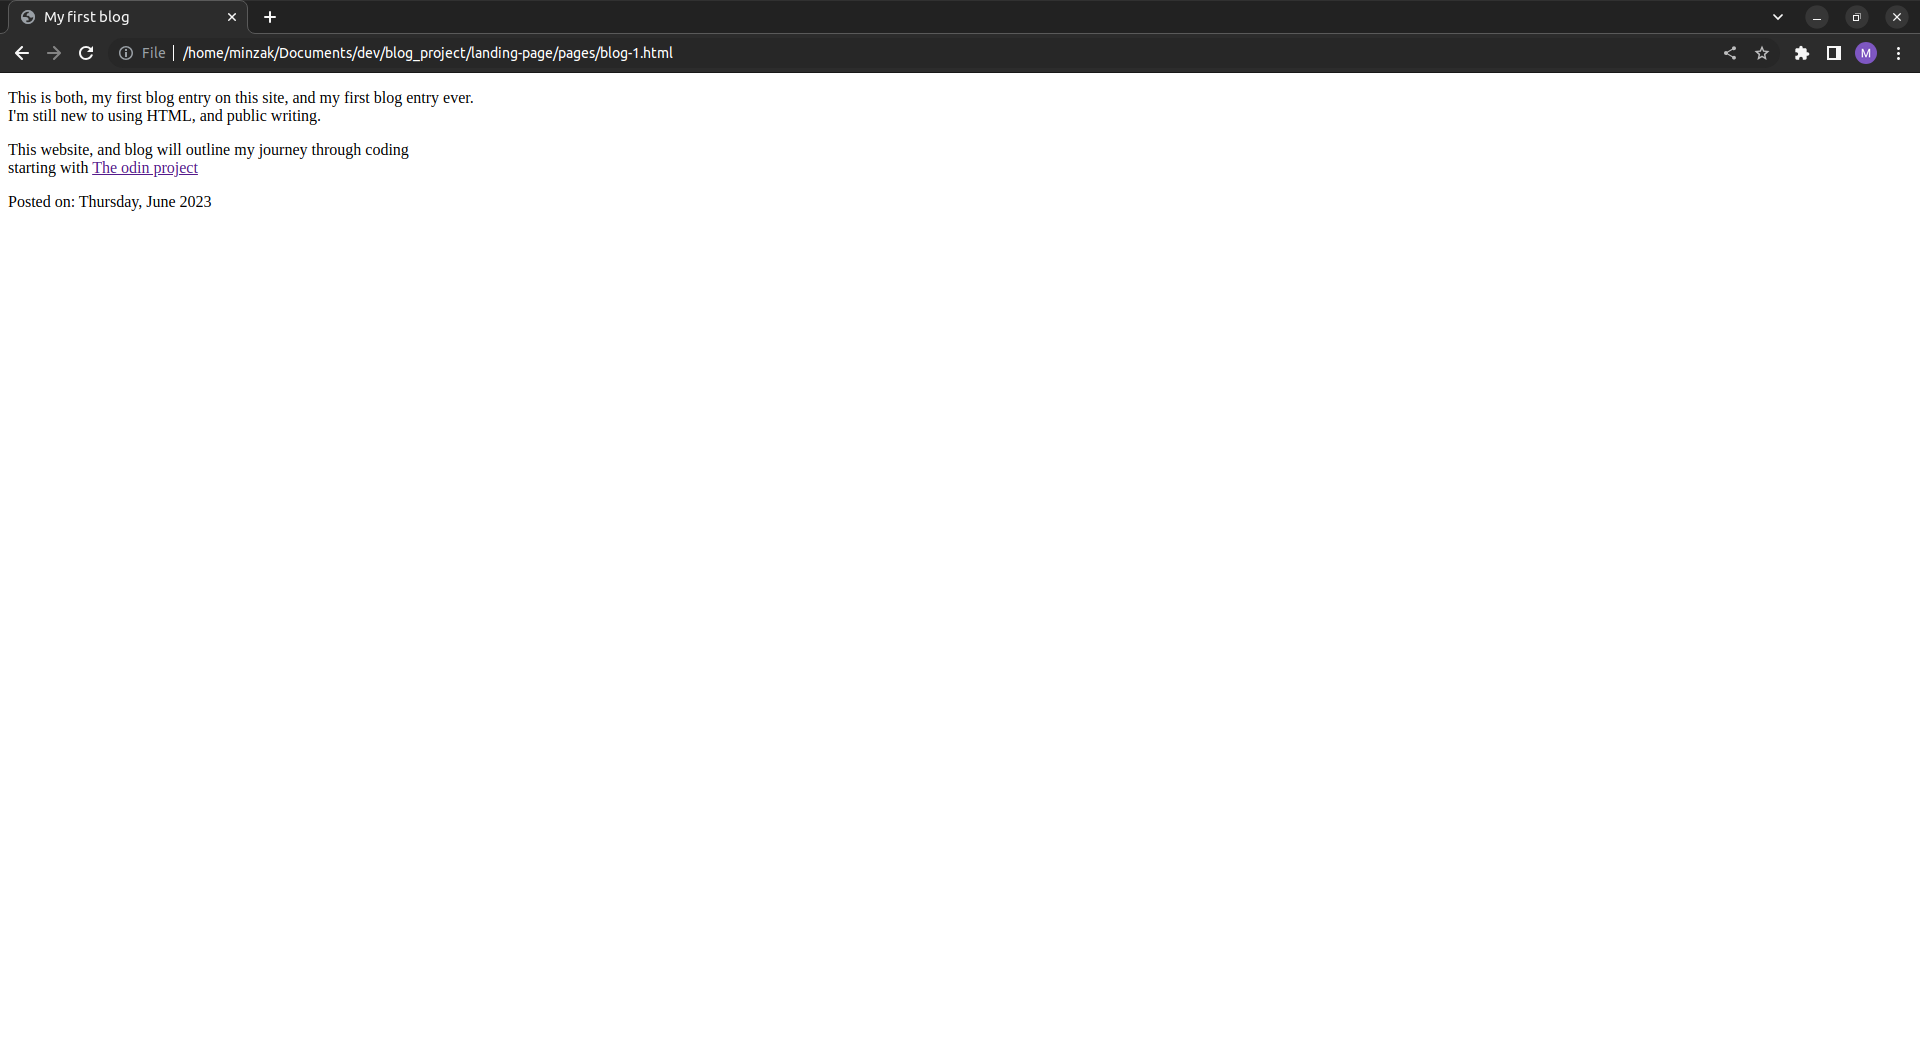 My first blog
File
/home/minzak/Documents/dev/blog_project/landing-page/pages/blog-1.html
M
This is both, my first blog entry on this site, and my first blog entry ever.
I'm still new to using HTML, and public writing.
This website, and blog will outline my journey through coding
starting with The odin project
Posted on: Thursday, June 2023